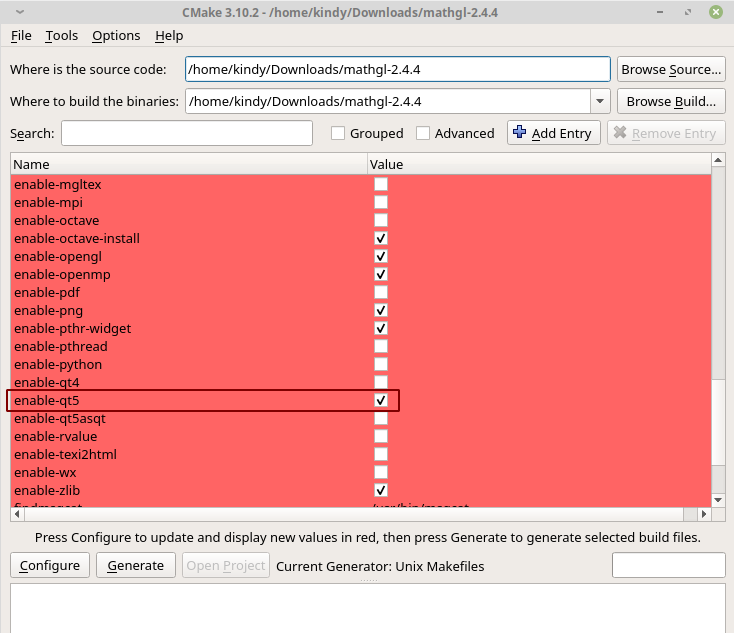 CMake 3.10.2 - /home/kindy/Downloads/mathgl-2.4.4
File Tools Options Help
Where is the source code: /home/kindy/Downloads/mathgl-2.4.4 Browse Source...
Where to build the binaries: /home/kindy/Downloads/mathgl-2.4.4 Browse Build...
Search: Grouped Advanced Add Entry Remove Entry
Name Value
enable-mgltex
enable-mpi
enable-octave
enable-octave-install
enable-opengl
enable-openmp
enable-pdf
enable-png
enable-pthr-widget
enable-pthread
enable-python
enable-qt4
enable-qt5
enable-qt5asqt
enable-rvalue
enable-texi2html
enable-wx
enable-zlib
Press Configure to update and display new values in red, then press Generate to generate selected build files.
Configure Generate Open Project Current Generator: Unix Makefiles